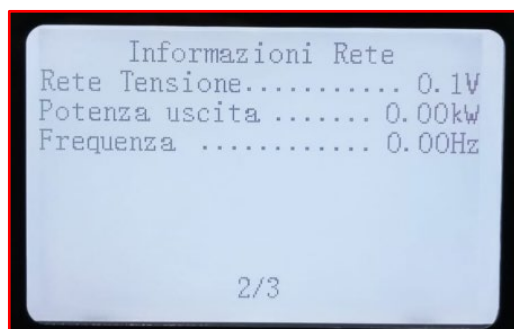 Informazioni Rete
Rete Tensione........... 0.1V
Potenza uscita ....... 0.00kW
Frequenza ............ 0.00Hz
2/3